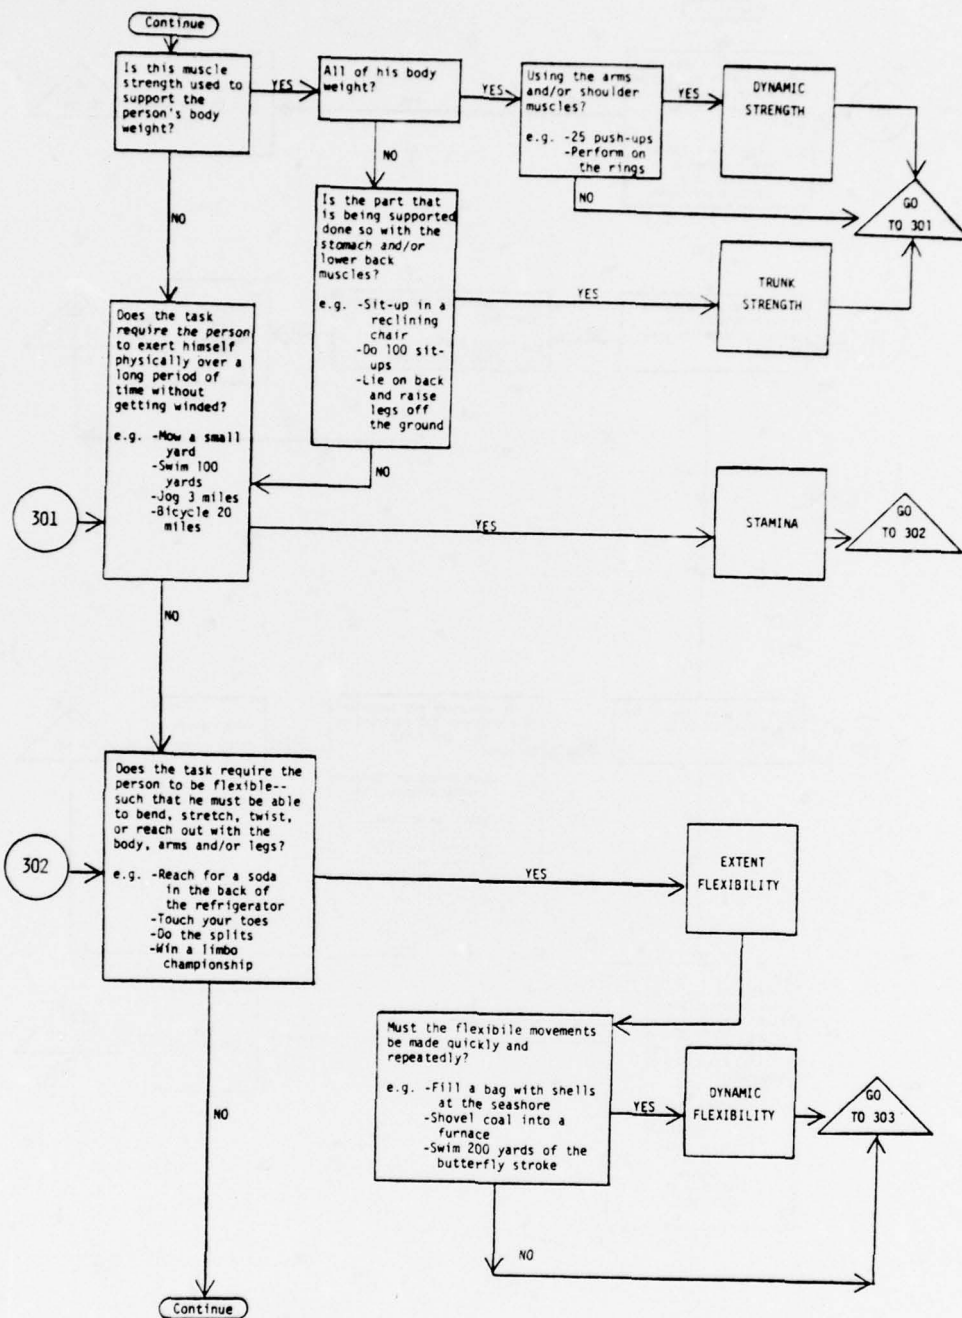 Continue
Is this muscle
strength used to
support the
person's body
weight?
YES
All of his body
weight?
YES
Using the arms
and/or shoulder
muscles?
e.g. -25 push-ups
-Perform on
the rings
YES
DYNAMIC
STRENGTH
NO
NO
NO
GO
TO 301
Is the part that
is being supported
done so with the
stomach and/or
lower back
muscles?
e.g. -Sit-up in a
reclining
chair
-Do 100 sit-
ups
-Lie on back
and raise
legs off
the ground
YES
TRUNK
STRENGTH
NO
Does the task
require the person
to exert himself
physically over a
long period of
time without
getting winded?
e.g. -Mow a small
yard
-Swim 100
yards
-Jog 3 miles
-Bicycle 20
miles
301
YES
STAMINA
GO
TO 302
NO
Does the task require the
person to be flexible--
such that he must be able
to bend, stretch, twist,
or reach out with the
body, arms and/or legs?
e.g. -Reach for a soda
in the back of
the refrigerator
-Touch your toes
-Do the splits
-Win a limbo
championship
302
YES
EXTENT
FLEXIBILITY
Must the flexibile movements
be made quickly and
repeatedly?
e.g. -Fill a bag with shells
at the seashore
-Shovel coal into a
furnace
-Swim 200 yards of the
butterfly stroke
YES
DYNAMIC
FLEXIBILITY
GO
TO 303
NO
NO
Continue